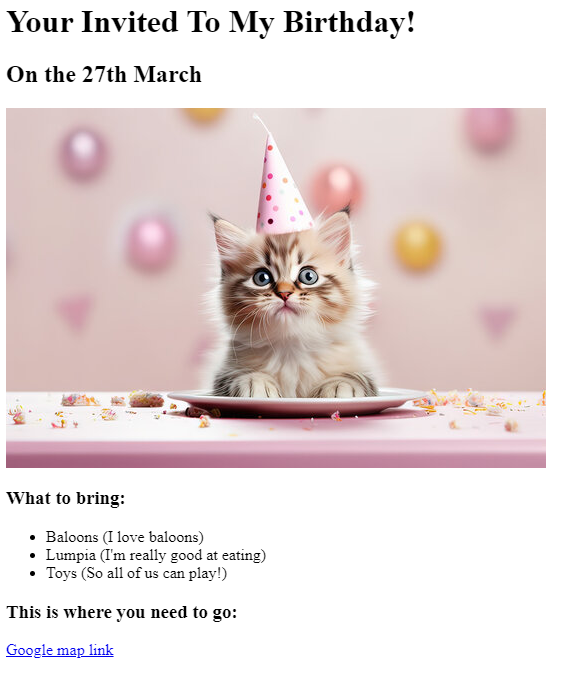 Your Invited To My Birthday!
On the 27th March
What to bring:
Baloons (I love baloons)
Lumpia (I'm really good at eating)
Toys (So all of us can play!)
This is where you need to go:
Google map link